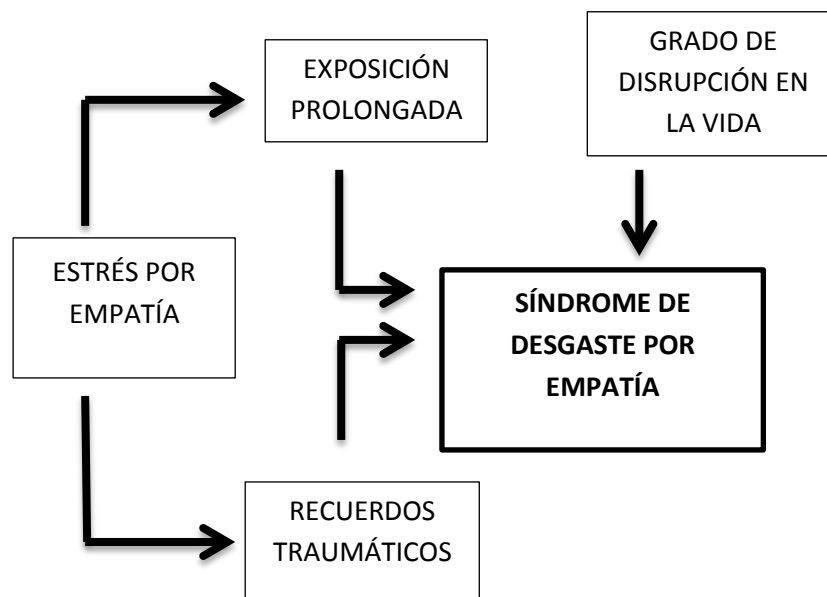 EXPOSICIÓN
PROLONGADA
GRADO DE
DISRUPCIÓN EN
LA VIDA
ESTRÉS POR
EMPATÍA
SÍNDROME DE
DESGASTE POR
EMPATÍA
RECUERDOS
TRAUMÁTICOS